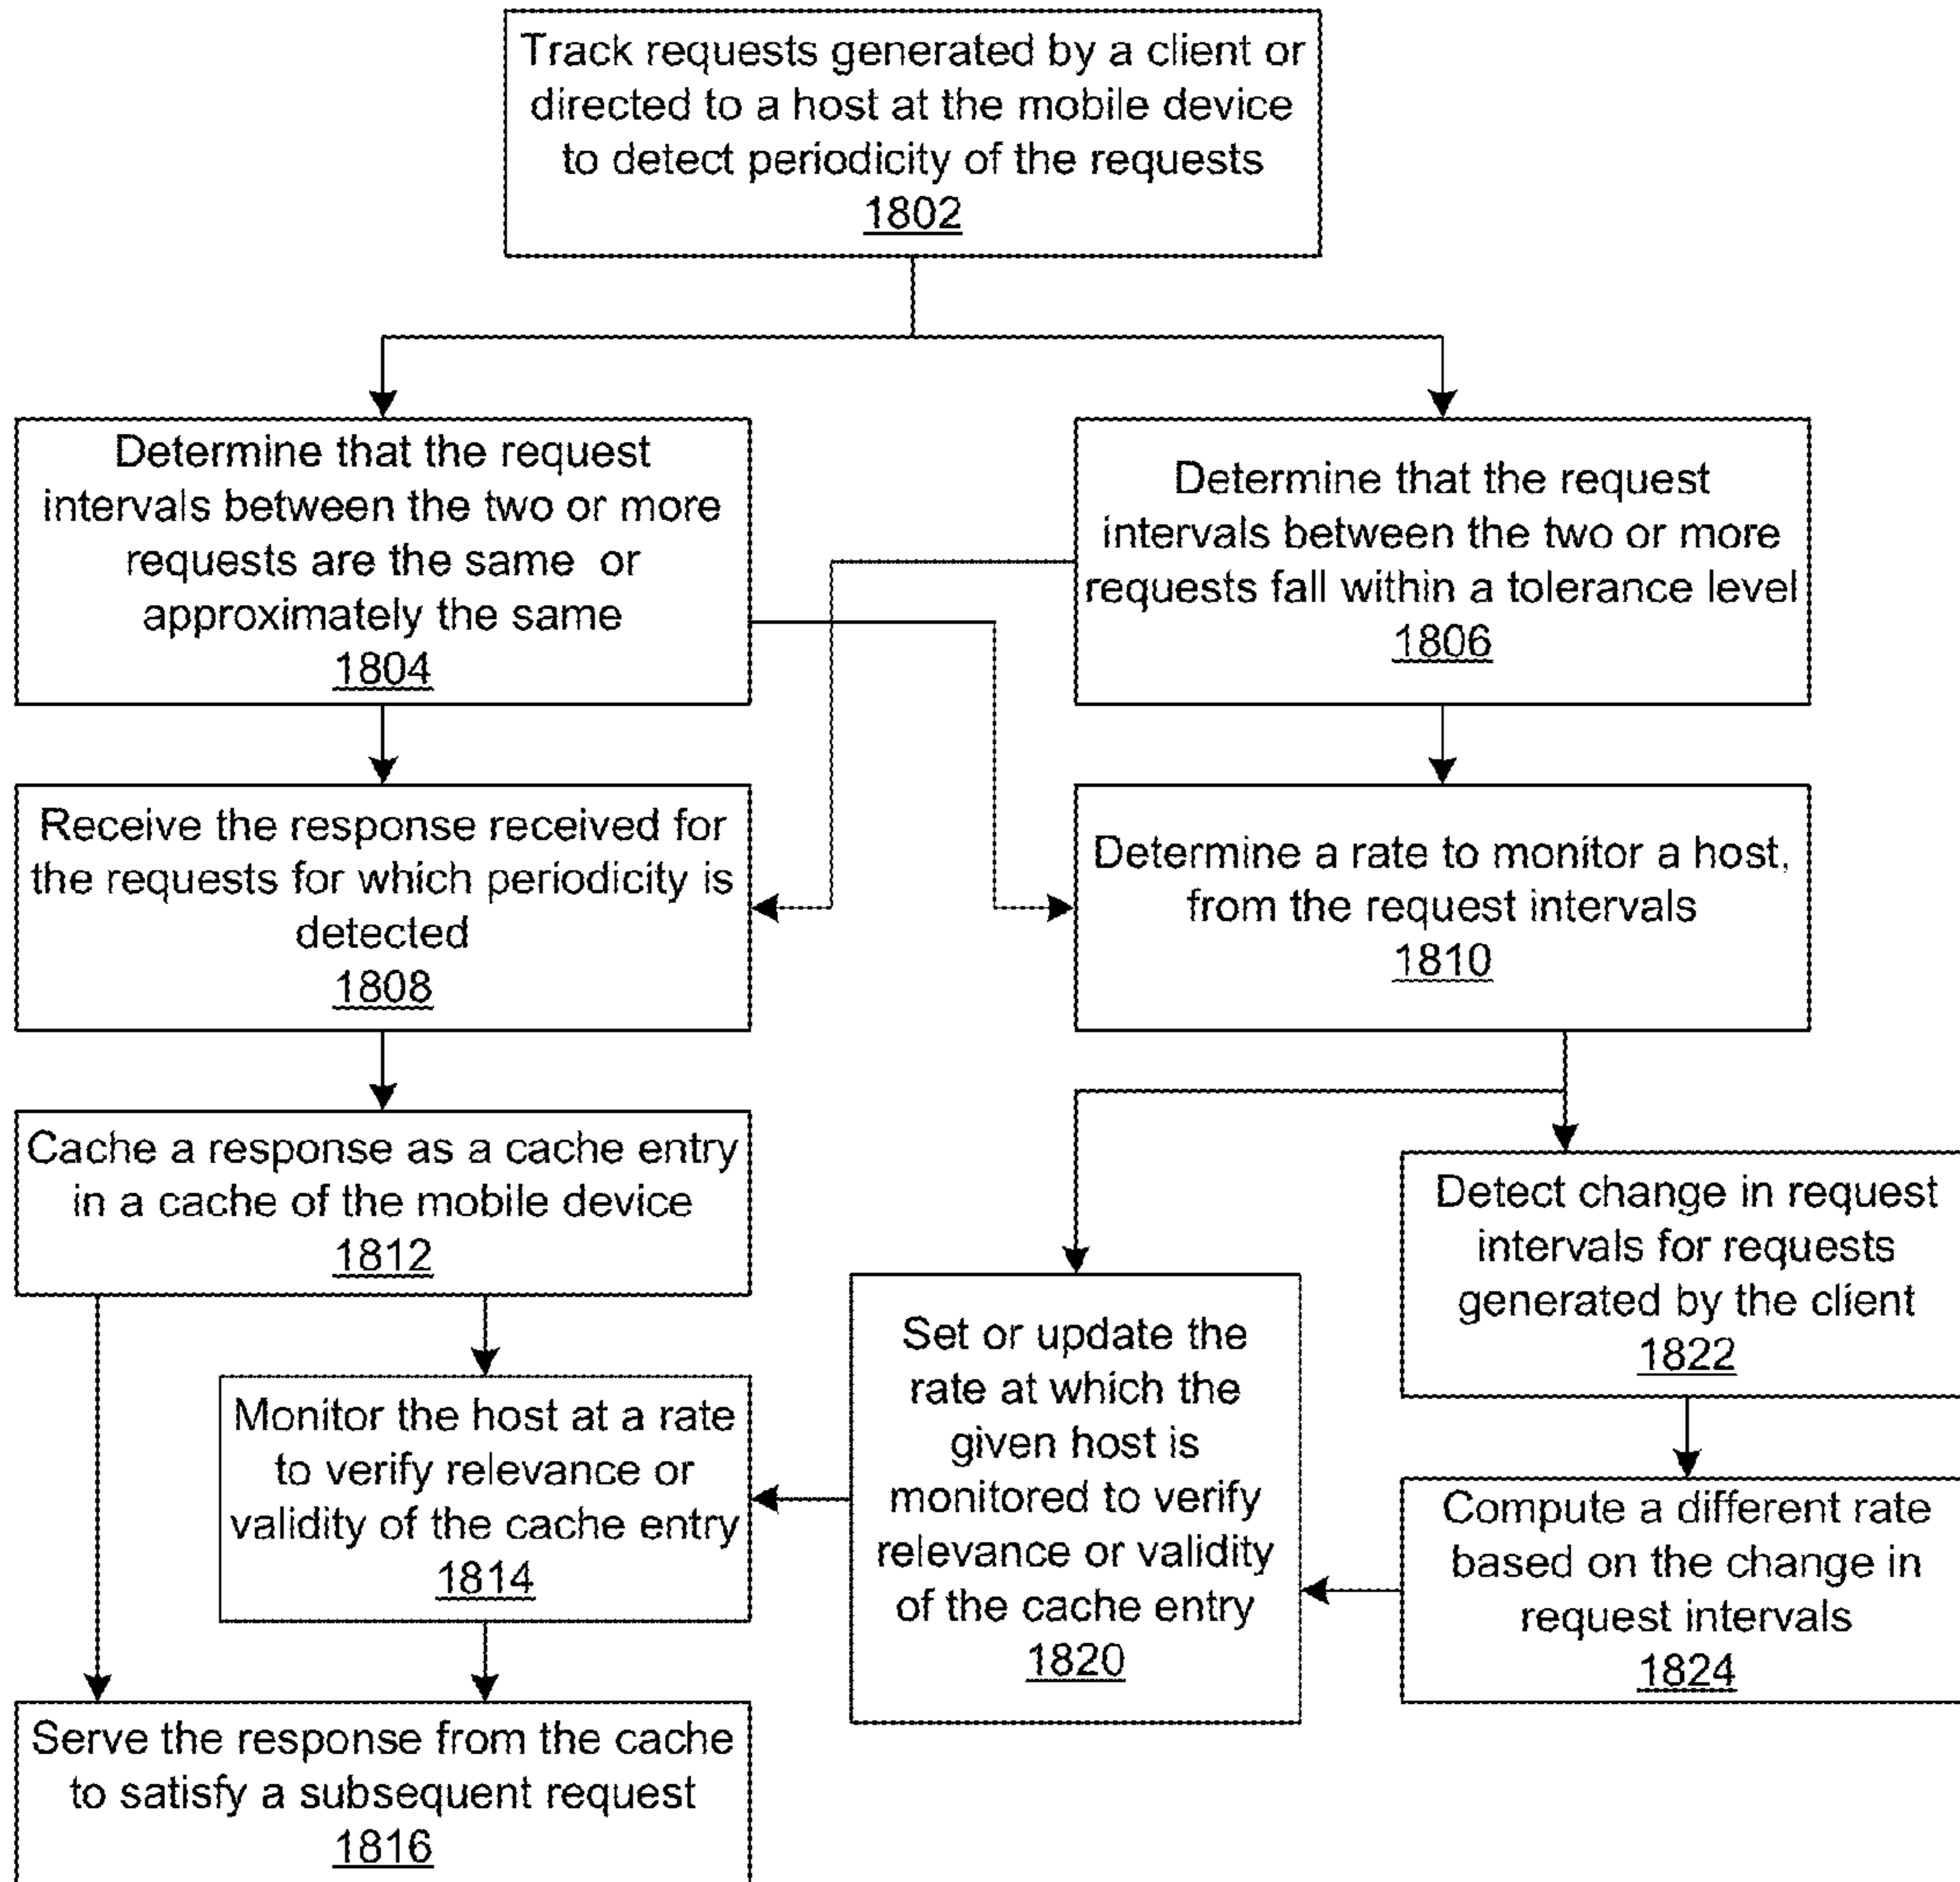 Track requests generated by a client or
directed to a host at the mobile device
to detect periodicity of the requests
1802
Determine that the request
intervals between the two or more
requests are the same or
approximately the same
1804
Determine that the request
intervals between the two or more
requests fall within a tolerance level
1806
Receive the response received for
the requests for which periodicity is
detected
1808
Determine a rate to monitor a host,
from the request intervals
1810
Cache a response as a cache entry
in a cache of the mobile device
1812
Detect change in request
intervals for requests
generated by the client
1822
Set or update the
rate at which the
given host is
monitored to verify
relevance or validity
of the cache entry
1820
Monitor the host at a rate
to verify relevance or
validity of the cache entry
1814
Compute a different rate
based on the change in
request intervals
1824
Serve the response from the cache
to satisfy a subsequent request
1816